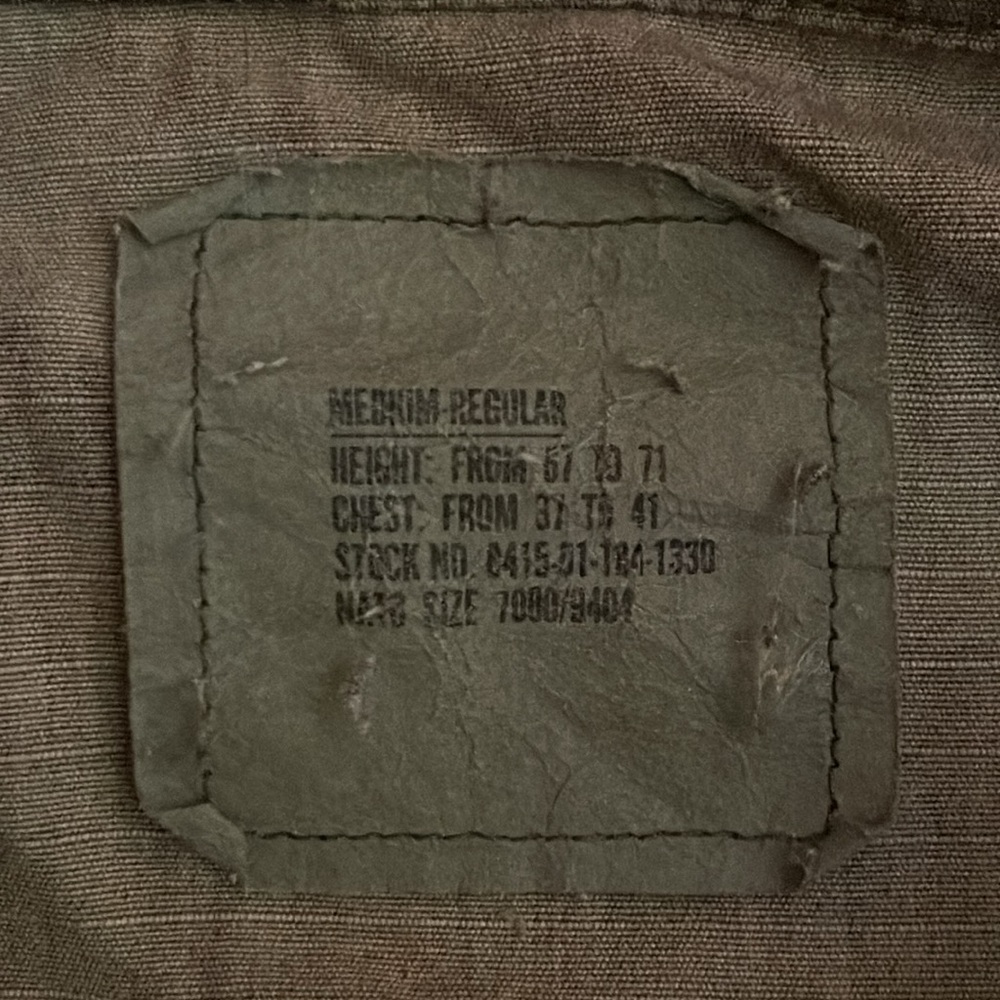 MEDIUM-REGULAR
HEIGHT: FROM 67 TO 71
CHEST: FROM 37 TO 41
STOCK NO. 8415-01-184-1330
NATO SIZE 7080/9404